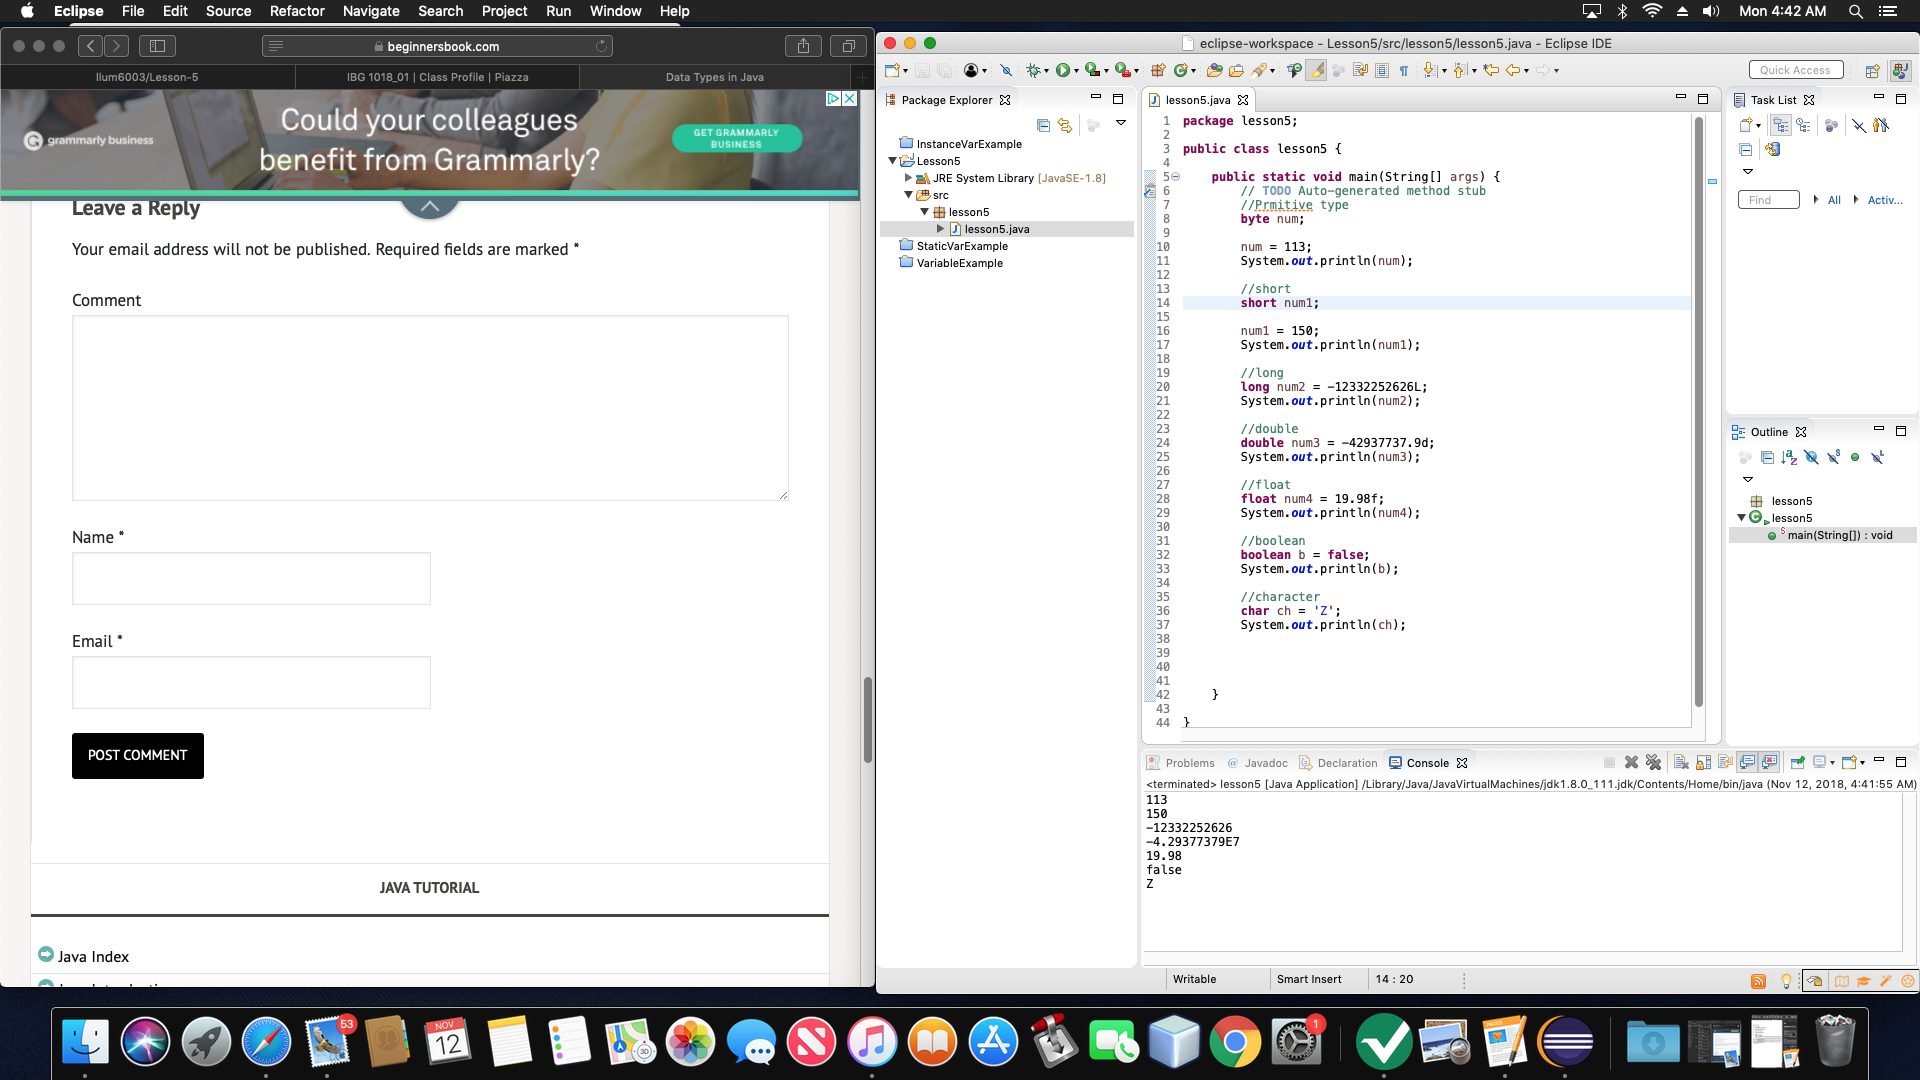 Eclipse File Edit Source Refactor Navigate Search Project Run Window Help
Mon 4:42 AM
beginnersbook.com
llum6003/Lesson-5
IBG 1018_01 | Class Profile | Piazza
Data Types in Java
grammarly business
Could your colleagues
benefit from Grammarly?
GET GRAMMARLY
BUSINESS
Leave a Reply
Your email address will not be published. Required fields are marked *
Comment
Name *
Email *
POST COMMENT
JAVA TUTORIAL
Java Index
eclipse-workspace - Lesson5/src/lesson5/lesson5.java - Eclipse IDE
Quick Access
Package Explorer
InstanceVarExample
Lesson5
JRE System Library [JavaSE-1.8]
src
lesson5
lesson5.java
StaticVarExample
VariableExample
lesson5.java
1 package lesson5;
2
3 public class lesson5 {
4
5 public static void main(String[] args) {
6 // TODO Auto-generated method stub
7 //Prmitive type
8 byte num;
9
10 num = 113;
11 System.out.println(num);
12
13 //short
14 short num1;
15
16 num1 = 150;
17 System.out.println(num1);
18
19 //long
20 long num2 = -12332252626L;
21 System.out.println(num2);
22
23 //double
24 double num3 = -42937737.9d;
25 System.out.println(num3);
26
27 //float
28 float num4 = 19.98f;
29 System.out.println(num4);
30
31 //boolean
32 boolean b = false;
33 System.out.println(b);
34
35 //character
36 char ch = 'Z';
37 System.out.println(ch);
38
39
40
41
42 }
43
44 }
Task List
Find
All
Activ...
Outline
lesson5
lesson5
main(String[]) : void
Problems @ Javadoc Declaration Console
<terminated> lesson5 [Java Application] /Library/Java/JavaVirtualMachines/jdk1.8.0_111.jdk/Contents/Home/bin/java (Nov 12, 2018, 4:41:55 AM)
113
150
-12332252626
-4.29377379E7
19.98
false
Z
Writable
Smart Insert
14 : 20
53
NOV
12
3D
1
PAGES